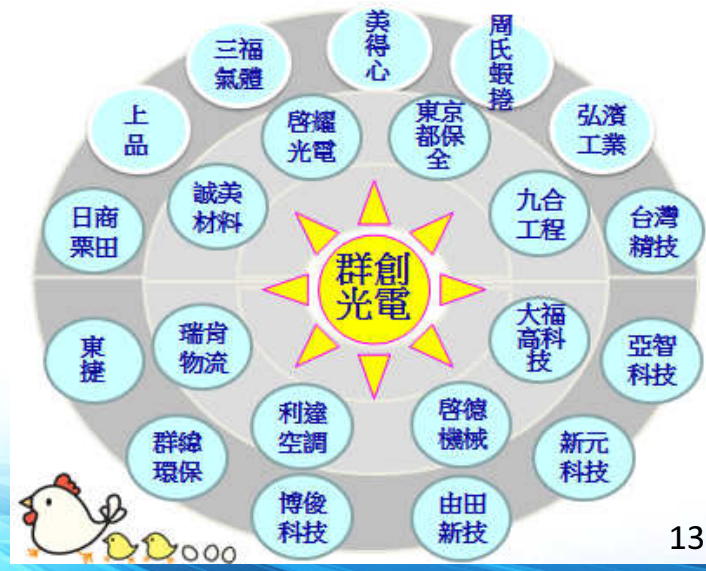 美
得
心
周
氏
蝦
捲
三福
氣體
上
品
弘濱
工業
啓耀
光電
東京
都保
全
誠美
材料
九合
工程
日商
栗田
台灣
精技
群創
光電
東
捷
瑞肯
物流
大福
高科
技
亞智
科技
利達
空調
啓德
機械
群緯
環保
新元
科技
博俊
科技
由田
新技
13